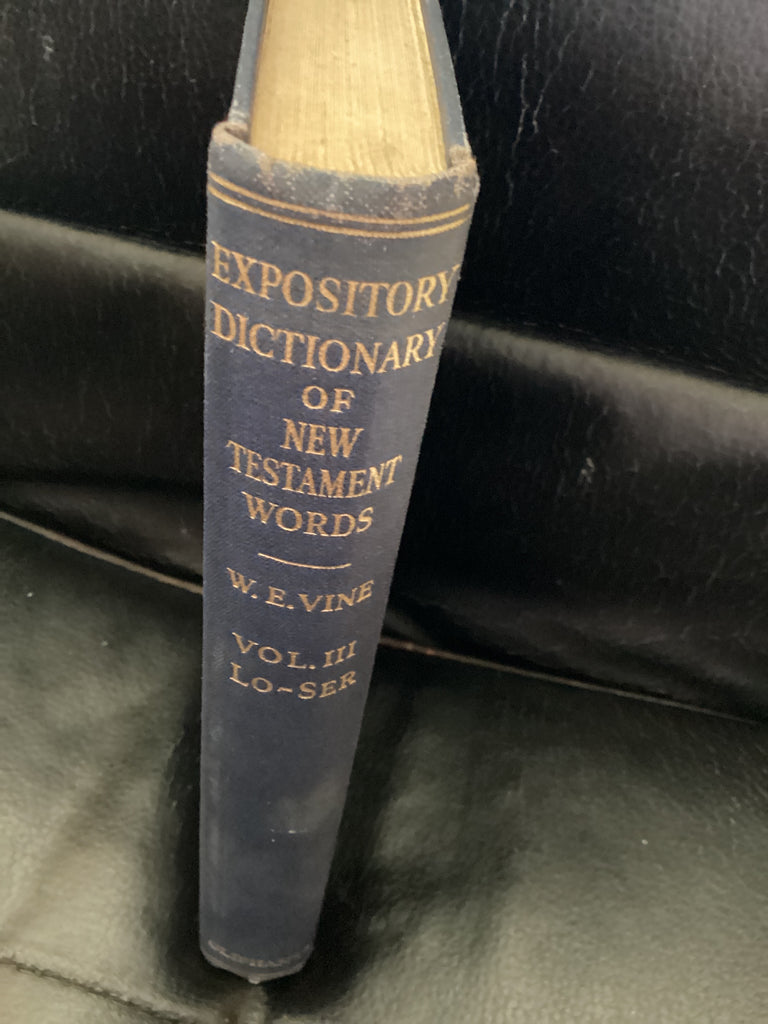 EXPOSITORY
DICTIONARY
OF
NEW
TESTAMENT
WORDS
W. E. VINE
VOL. III
LO-SER